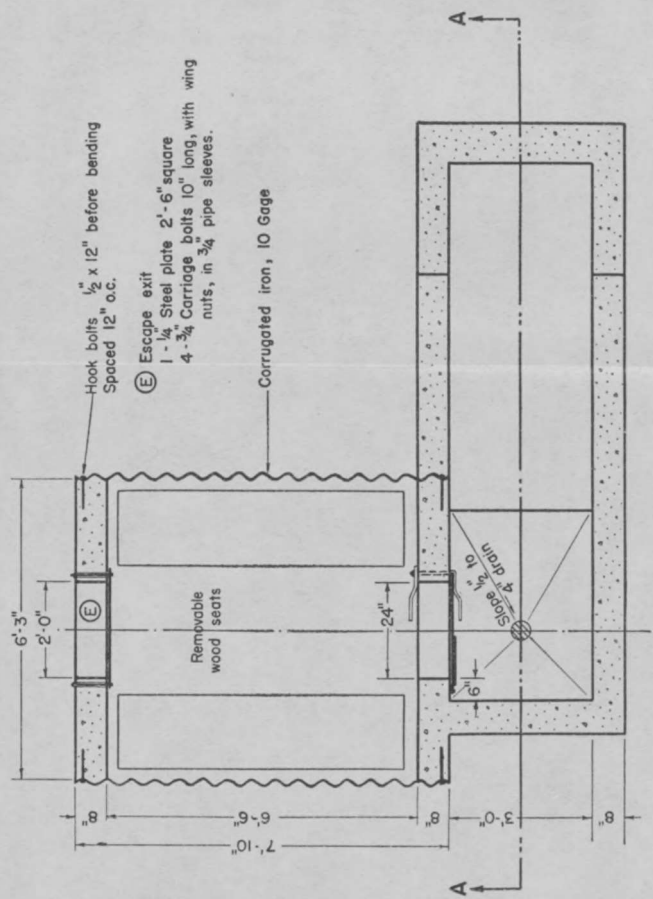 Hook bolts 1/2" x 12" before bending
Spaced 12" o.c.
E Escape exit
1 - 1/4" Steel plate 2'-6" square
4 - 3/4" Carriage bolts 10" long, with wing
nuts, in 3/4" pipe sleeves.
Corrugated iron, 10 Gage
6'-3"
2'-0"
E
Removable
wood seats
24"
6"
Slope 1/2" to
4" drain
8"
6'-6"
8"
3'-0"
8"
7'-10"
A
A